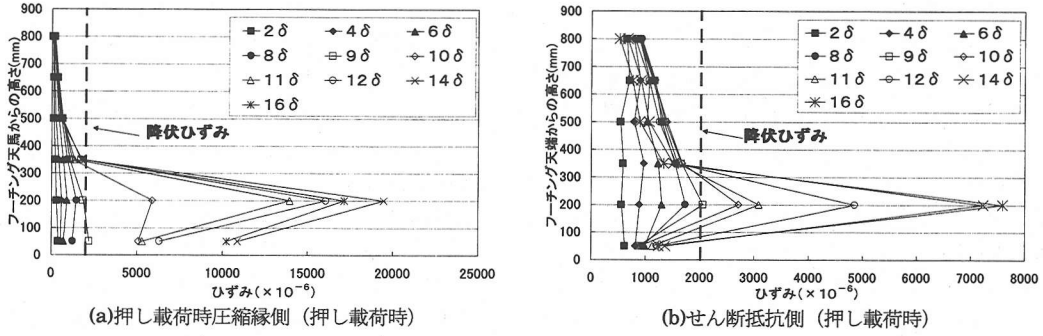 900
800
700
600
500
400
300
200
100
0
フーチング天馬からの高さ(mm)
2δ 4δ 6δ
8δ 9δ 10δ
11δ 12δ 14δ
16δ
降伏ひずみ
0 5000 10000 15000 20000 25000
ひずみ(×10⁻⁶)
(a)押し載荷時圧縮縁側（押し載荷時）
900
800
700
600
500
400
300
200
100
0
フーチング天端からの高さ(mm)
2δ 4δ 6δ
8δ 9δ 10δ
11δ 12δ 14δ
16δ
降伏ひずみ
0 1000 2000 3000 4000 5000 6000 7000 8000
ひずみ(×10⁻⁶)
(b)せん断抵抗側（押し載荷時）